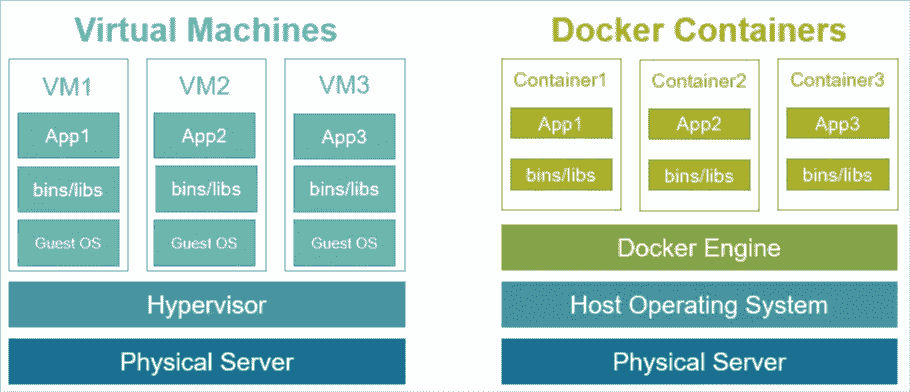 Virtual Machines
VM1
App1
bins/libs
Guest OS
VM2
App2
bins/libs
Guest OS
VM3
App3
bins/libs
Guest OS
Hypervisor
Physical Server
Docker Containers
Container1
App1
bins/libs
Container2
App2
bins/libs
Container3
App3
bins/libs
Docker Engine
Host Operating System
Physical Server